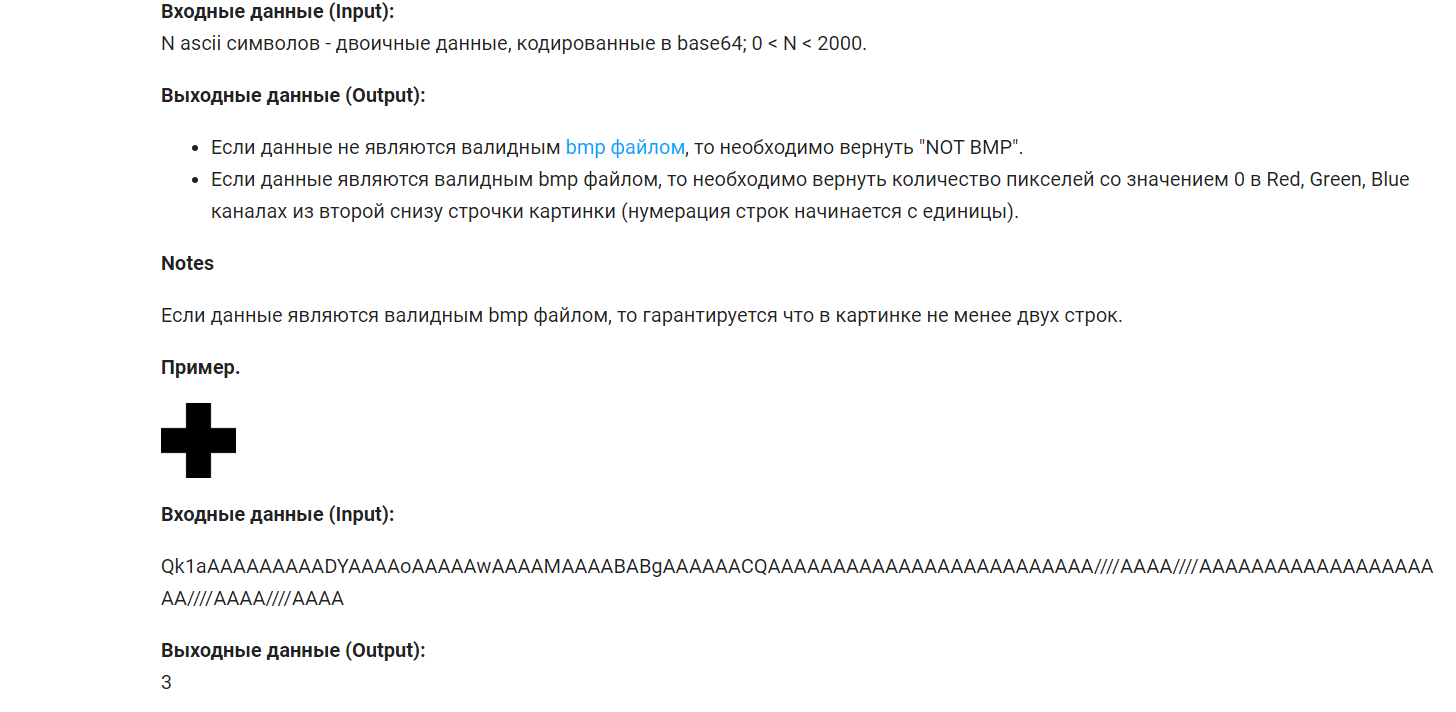 Входные данные (Input):
N ascii символов - двоичные данные, кодированные в base64; 0 < N < 2000.
Выходные данные (Output):
Если данные не являются валидным bmp файлом, то необходимо вернуть "NOT BMP".
Если данные являются валидным bmp файлом, то необходимо вернуть количество пикселей со значением 0 в Red, Green, Blue
каналах из второй снизу строчки картинки (нумерация строк начинается с единицы).
Notes
Если данные являются валидным bmp файлом, то гарантируется что в картинке не менее двух строк.
Пример.
Входные данные (Input):
Qk1aAAAAAAAAADYAAAAoAAAAAwAAAAMAAAABABgAAAAAACQAAAAAAAAAAAAAAAAAAAAAAAAA////AAAA////AAAAAAAAAAAAAAAAAA
AA////AAAA////AAAA
Выходные данные (Output):
3